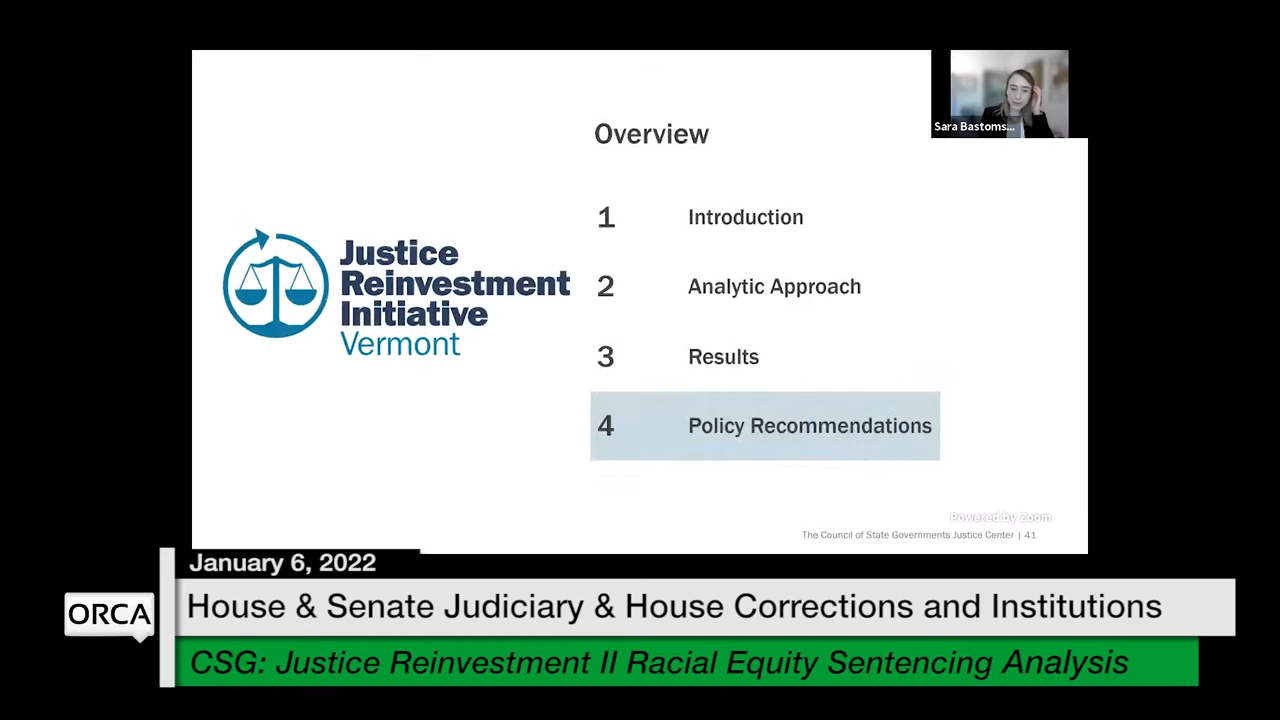 Sara Bastoms...
Overview
1 Introduction
2 Analytic Approach
3 Results
4 Policy Recommendations
Justice
Reinvestment
Initiative
Vermont
Powered by Zoom
The Council of State Governments Justice Center | 41
January 6, 2022
ORCA
House & Senate Judiciary & House Corrections and Institutions
CSG: Justice Reinvestment II Racial Equity Sentencing Analysis